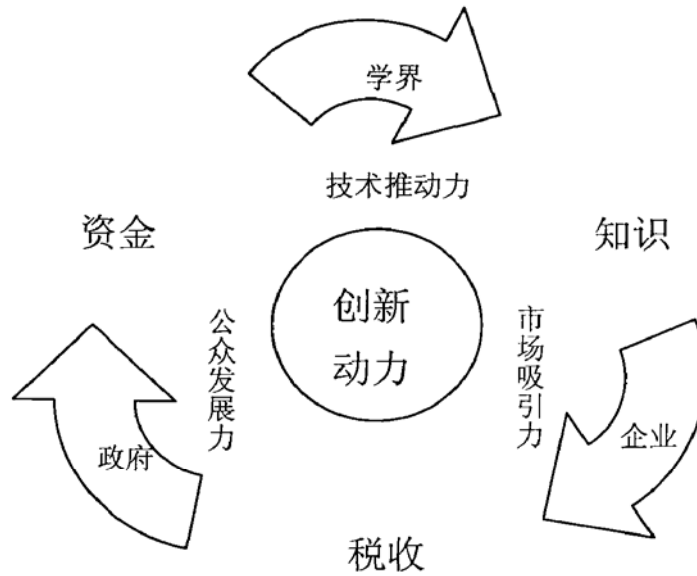 学界
技术推动力
资金
知识
创新
动力
公众发展力
市场吸引力
政府
企业
税收